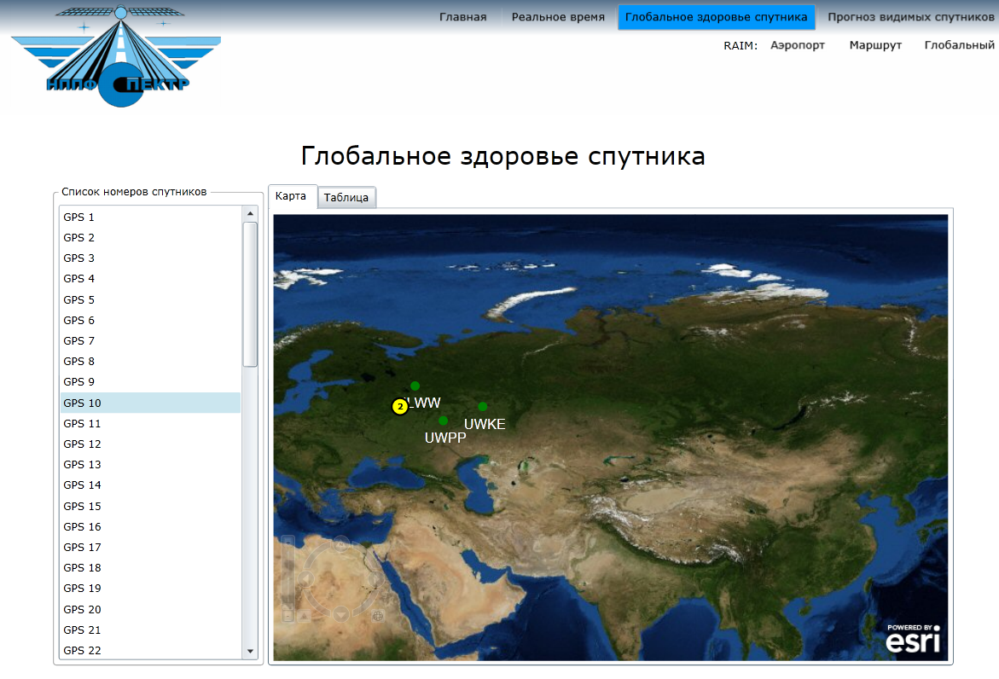 Главная Реальное время Глобальное здоровье спутника Прогноз видимых спутников
RAIM: Аэропорт Маршрут Глобальный
НППФ СПЕКТР
Глобальное здоровье спутника
Список номеров спутников
Карта Таблица
GPS 1
GPS 2
GPS 3
GPS 4
GPS 5
GPS 6
GPS 7
GPS 8
GPS 9
GPS 10
GPS 11
GPS 12
GPS 13
GPS 14
GPS 15
GPS 16
GPS 17
GPS 18
GPS 19
GPS 20
GPS 21
GPS 22
2
LWW
UWKE
UWPP
POWERED BY
esri